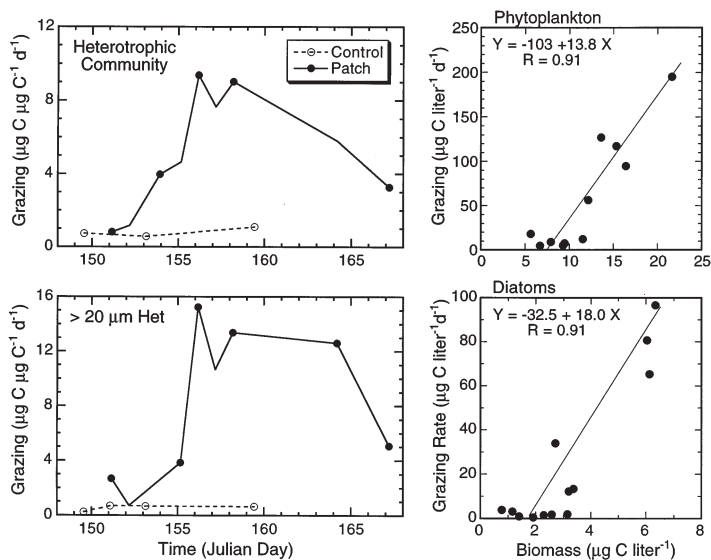 Heterotrophic
Community
Control
Patch
Grazing (µg C µg C⁻¹ d⁻¹)
12
8
4
0
150
155
160
165
Phytoplankton
Y = -103 +13.8 X
R = 0.91
Grazing (µg C liter⁻¹ d⁻¹)
250
200
150
100
50
0
0
5
10
15
20
25
> 20 µm Het
Grazing (µg C µg C⁻¹ d⁻¹)
16
12
8
4
0
150
155
160
165
Time (Julian Day)
Diatoms
Y = -32.5 + 18.0 X
R = 0.91
Grazing Rate (µg C liter⁻¹d⁻¹)
100
80
60
40
20
0
0
2
4
6
8
Biomass (µg C liter⁻¹)